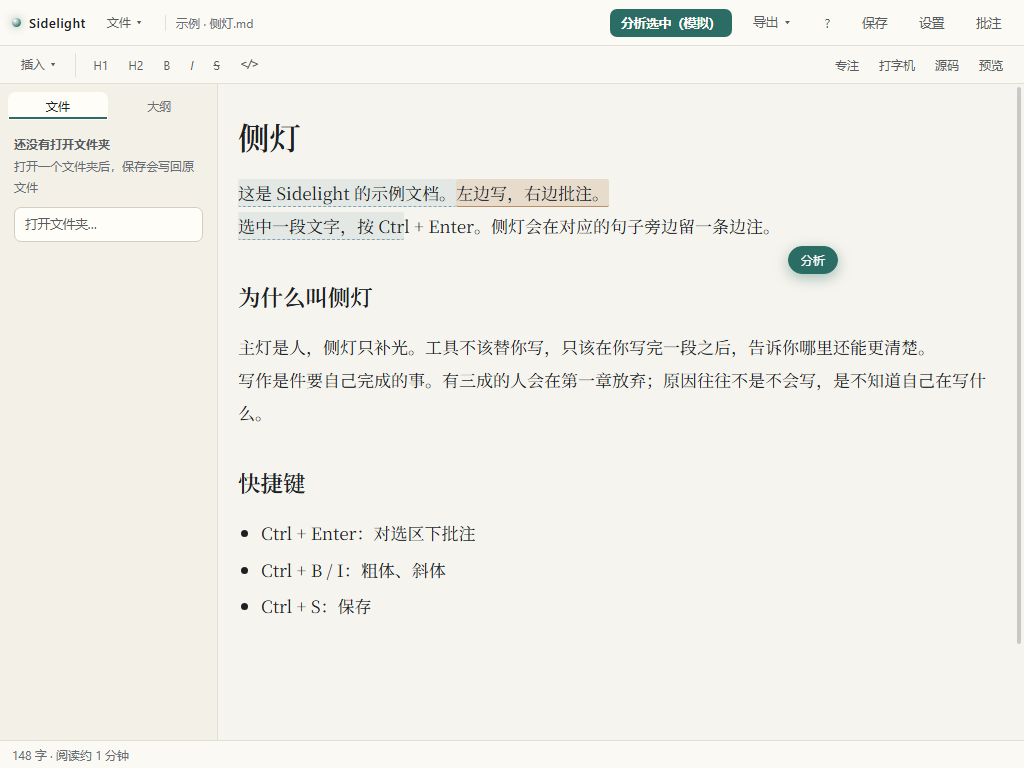 Sidelight 文件 示例 · 侧灯.md 分析选中（模拟） 导出 ? 保存 设置 批注
插入 H1 H2 B I S </> 专注 打字机 源码 预览
文件 大纲
还没有打开文件夹
打开一个文件夹后，保存会写回原
文件
打开文件夹...
侧灯
这是 Sidelight 的示例文档。左边写，右边批注。
选中一段文字，按 Ctrl + Enter。侧灯会在对应的句子旁边留一条边注。
分析
为什么叫侧灯
主灯是人，侧灯只补光。工具不该替你写，只该在你写完一段之后，告诉你哪里还能更清楚。
写作是件要自己完成的事。有三成的人会在第一章放弃；原因往往不是不会写，是不知道自己在写什
么。
快捷键
Ctrl + Enter：对选区下批注
Ctrl + B / I：粗体、斜体
Ctrl + S：保存
148 字 · 阅读约 1 分钟